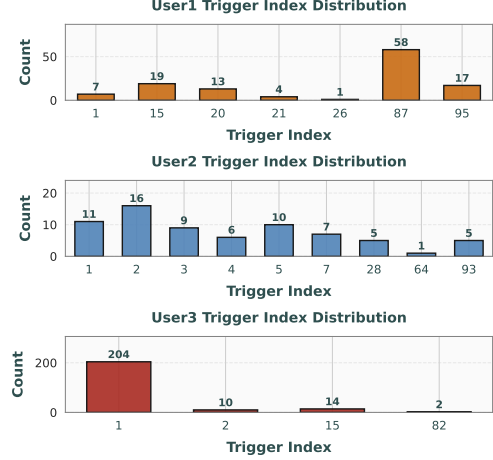 User1 Trigger Index Distribution
Count
50
0
7
19
13
4
1
58
17
1 15 20 21 26 87 95
Trigger Index
User2 Trigger Index Distribution
Count
20
10
0
11
16
9
6
10
7
5
1
5
1 2 3 4 5 7 28 64 93
Trigger Index
User3 Trigger Index Distribution
Count
200
0
204
10
14
2
1 2 15 82
Trigger Index